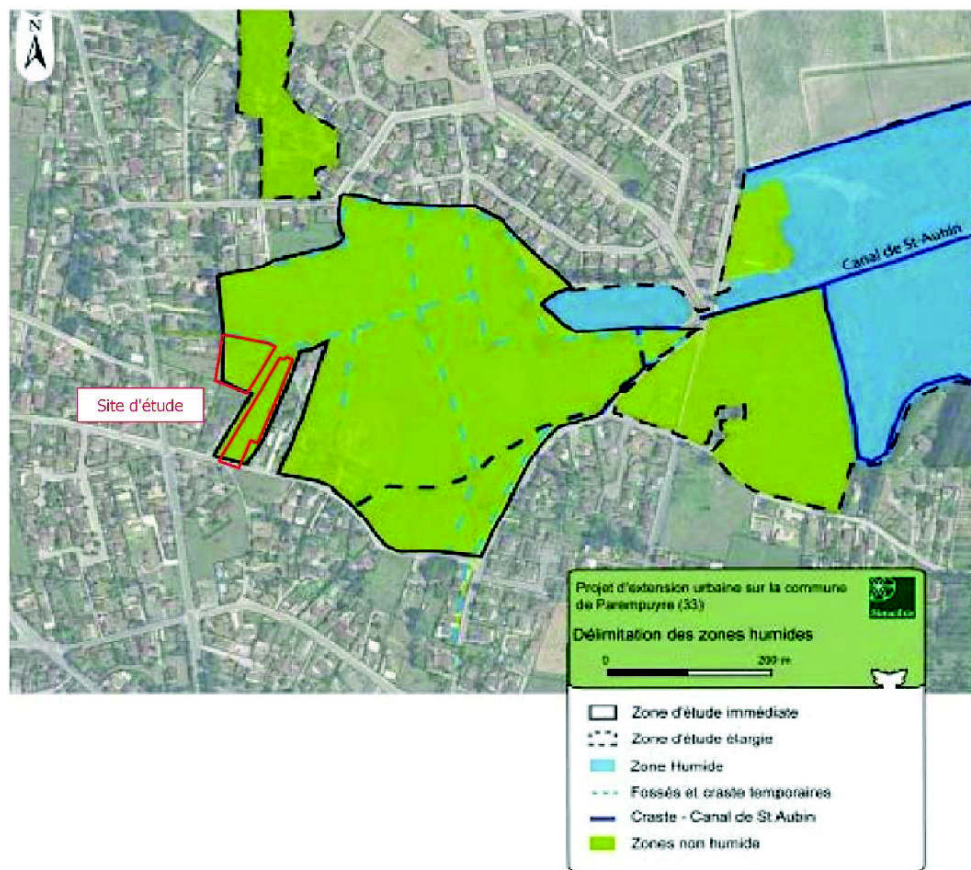 N
Canal de St-Aubin
Site d'étude
Projet d'extension urbaine sur la commune
de Parempuyre (33)
Délimitation des zones humides
0 200 m
Zone d'étude immédiate
Zone d'étude élargie
Zone Humide
Fossés et craste temporaires
Craste - Canal de St Aubin
Zones non humide